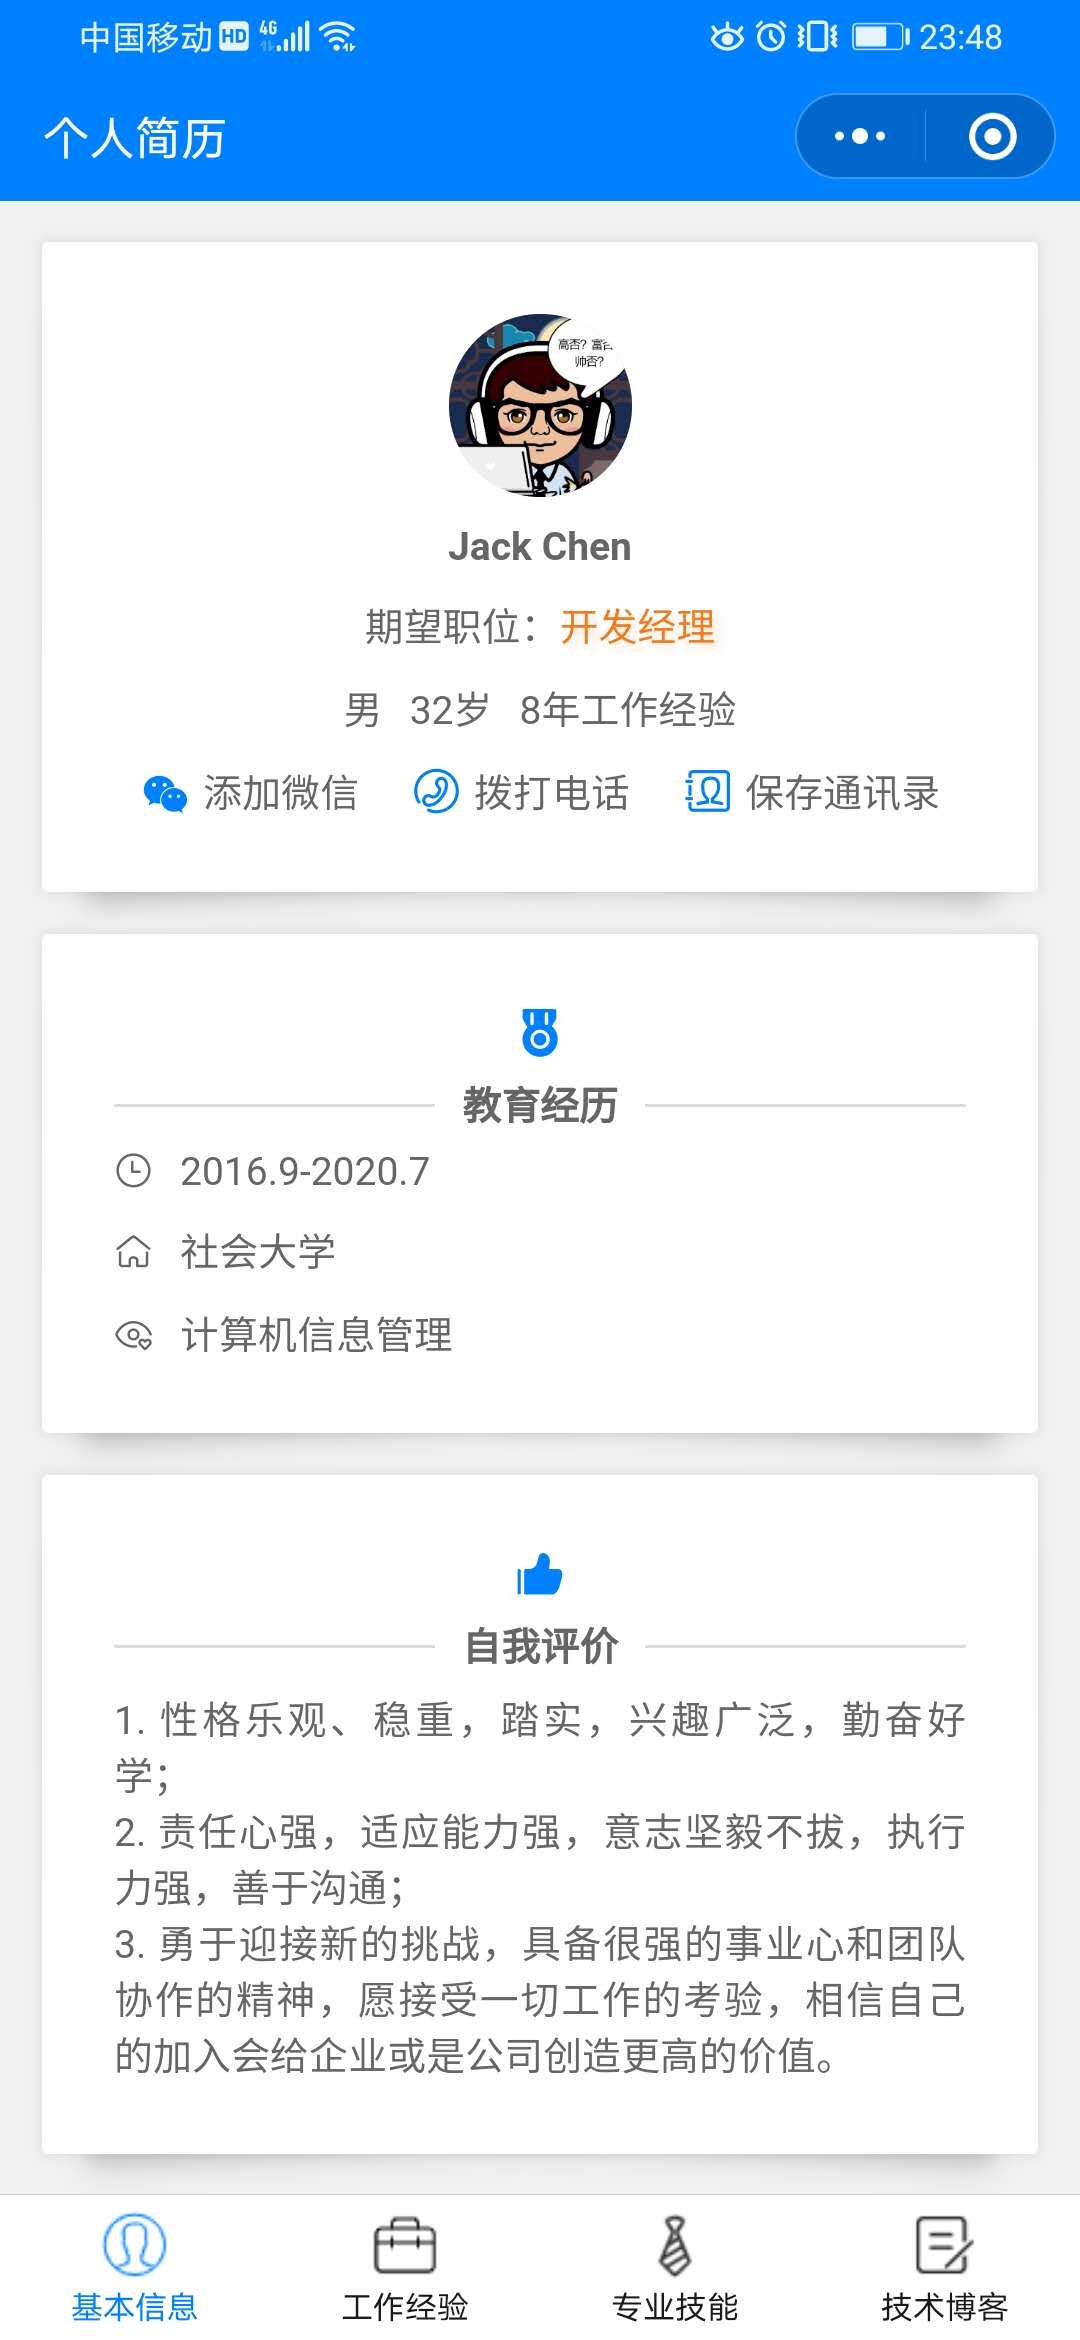 中国移动 HD 4G 23:48
个人简历
高否？富否
帅否？
Jack Chen
期望职位：开发经理
男 32岁 8年工作经验
添加微信 拨打电话 保存通讯录
教育经历
2016.9-2020.7
社会大学
计算机信息管理
自我评价
1. 性格乐观、稳重，踏实，兴趣广泛，勤奋好
学；
2. 责任心强，适应能力强，意志坚毅不拔，执行
力强，善于沟通；
3. 勇于迎接新的挑战，具备很强的事业心和团队
协作的精神，愿接受一切工作的考验，相信自己
的加入会给企业或是公司创造更高的价值。
基本信息 工作经验 专业技能 技术博客